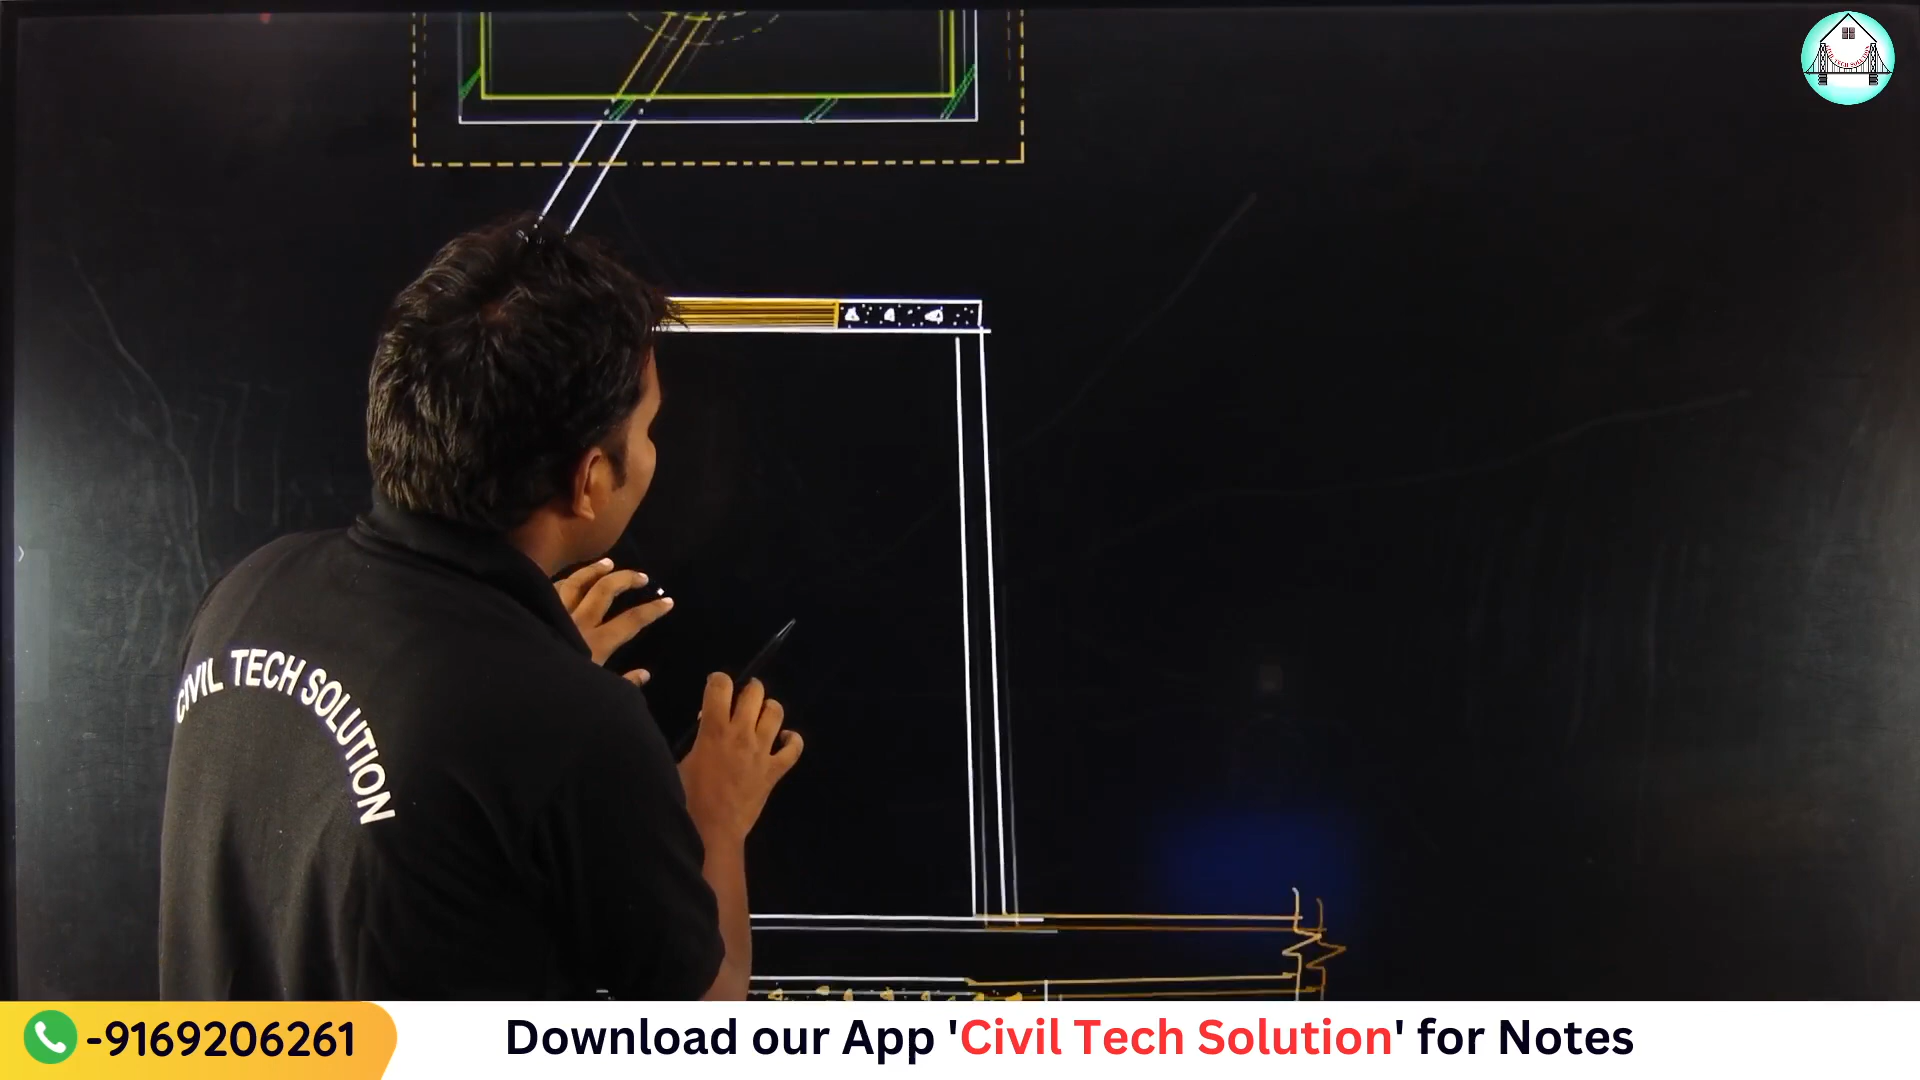 CIVIL TECH SOLUTION
-9169206261
Download our App 'Civil Tech Solution' for Notes